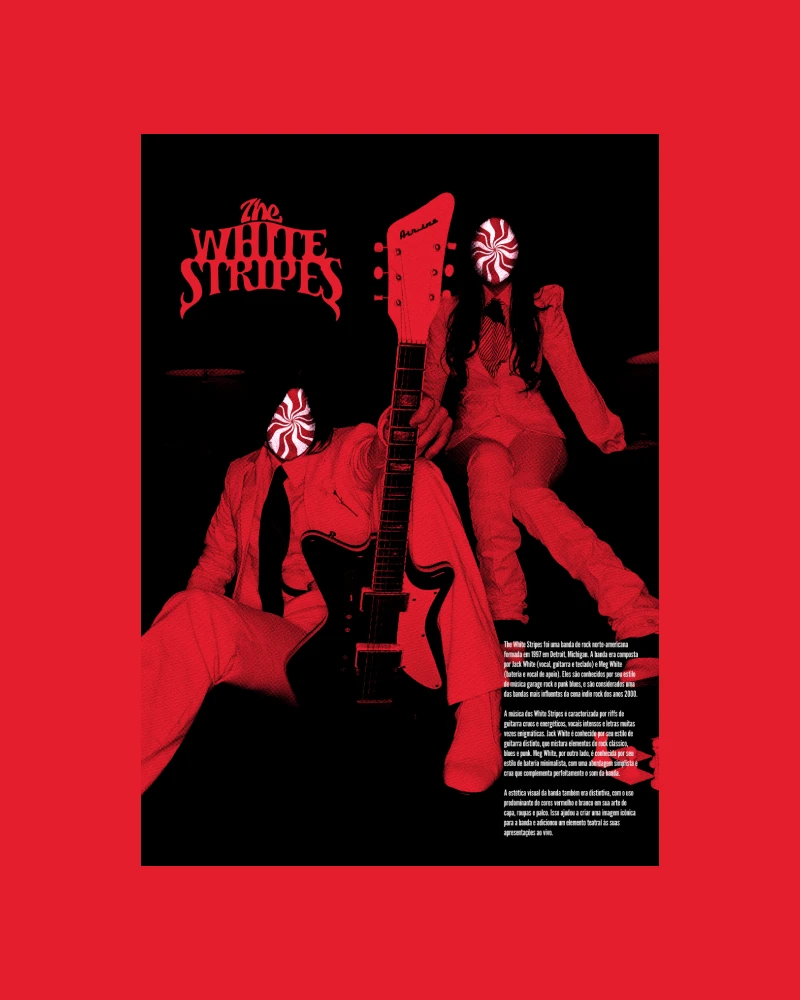 The
WHITE
STRIPES
Airline
The White Stripes foi uma banda de rock norte-americana
formada em 1997 em Detroit, Michigan. A banda era composta
por Jack White (vocal, guitarra e teclado) e Meg White
(bateria e vocal de apoio). Eles são conhecidos por seu estilo
de música garage rock e punk blues, e são considerados uma
das bandas mais influentes da cena indie rock dos anos 2000.
A música dos White Stripes é caracterizada por riffs de
guitarra crues e energéticos, vocais intensos e letras muitas
vezes enigmáticas. Jack White é conhecido por seu estilo de
guitarra distinto, que mistura elementos do rock clássico,
blues e punk. Meg White, por outro lado, é conhecida por seu
estilo de bateria minimalista, com uma abordagem simplista e
crua que complementa perfeitamente o som da banda.
A estética visual da banda também era distintiva, com o uso
predominante de cores vermelho e branco em sua arte de
capa, roupas e palco. Isso ajudou a criar uma imagem icônica
para a banda e adicionou um elemento teatral às suas
apresentações ao vivo.